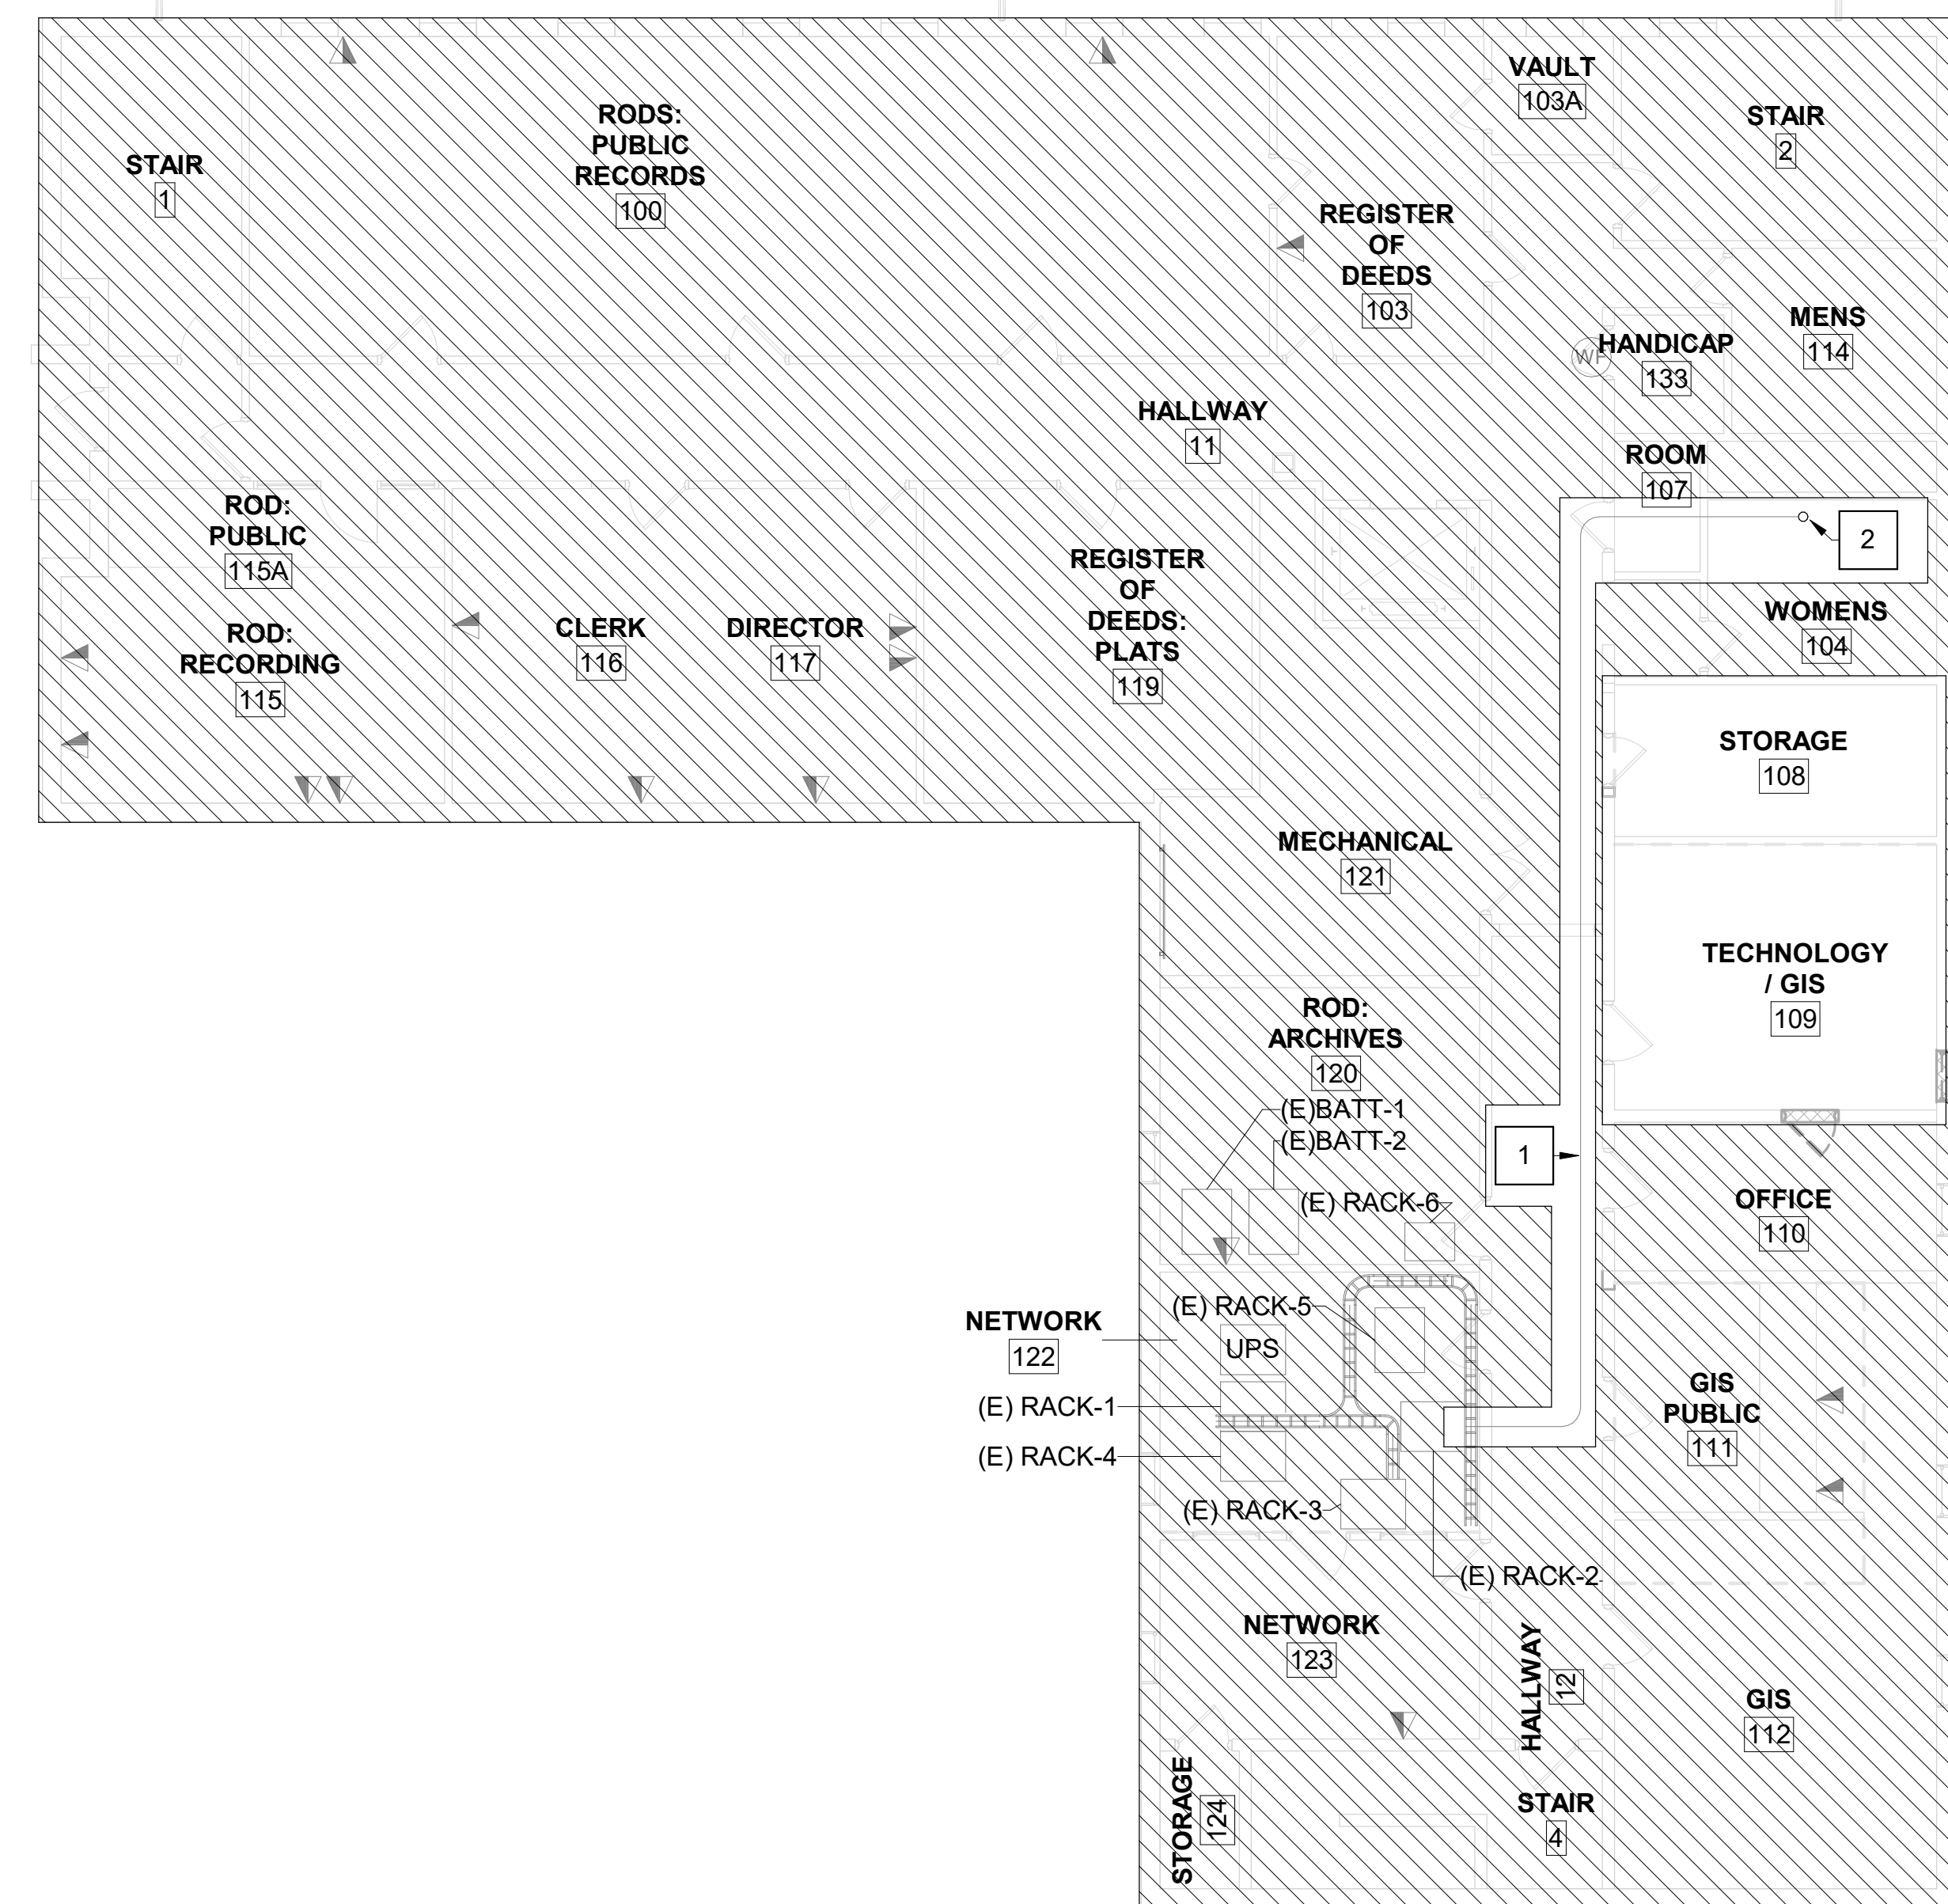 VAULT
103A
STAIR
2
RODS:
PUBLIC
RECORDS
100
STAIR
1
REGISTER
OF
DEEDS
103
MENS
114
WF
HANDICAP
133
HALLWAY
11
ROOM
107
2
ROD:
PUBLIC
115A
REGISTER
OF
DEEDS:
PLATS
119
WOMENS
104
ROD:
RECORDING
115
CLERK
116
DIRECTOR
117
STORAGE
108
MECHANICAL
121
TECHNOLOGY
/ GIS
109
ROD:
ARCHIVES
120
(E)BATT-1
(E)BATT-2
1
(E) RACK-6
OFFICE
110
(E) RACK-5
NETWORK
122
UPS
(E) RACK-1
GIS
PUBLIC
111
(E) RACK-4
(E) RACK-3
(E) RACK-2
NETWORK
123
HALLWAY
12
GIS
112
STORAGE
124
STAIR
4